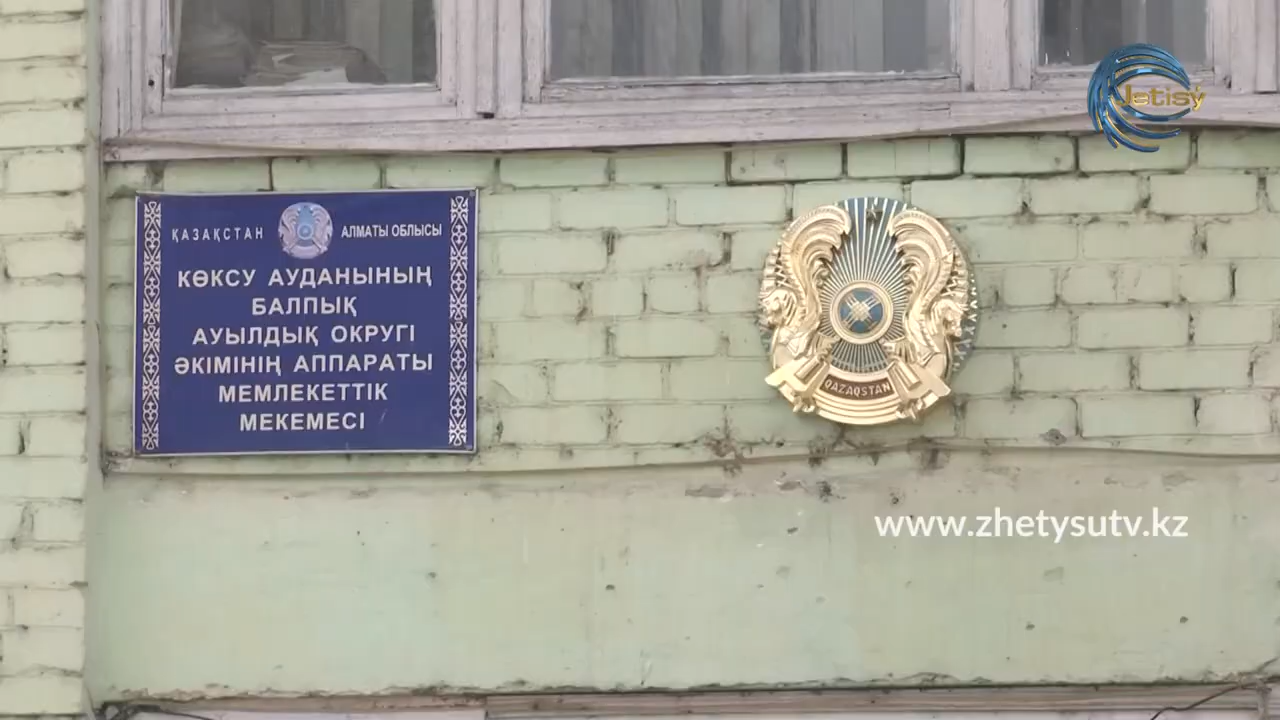 Jetisý
ҚАЗАҚСТАН АЛМАТЫ ОБЛЫСЫ
КӨКСУ АУДАНЫНЫҢ
БАЛПЫҚ
АУЫЛДЫҚ ОКРУГІ
ӘКІМІНІҢ АППАРАТЫ
МЕМЛЕКЕТТІК
МЕКЕМЕСІ
QAZAQSTAN
www.zhetysutv.kz